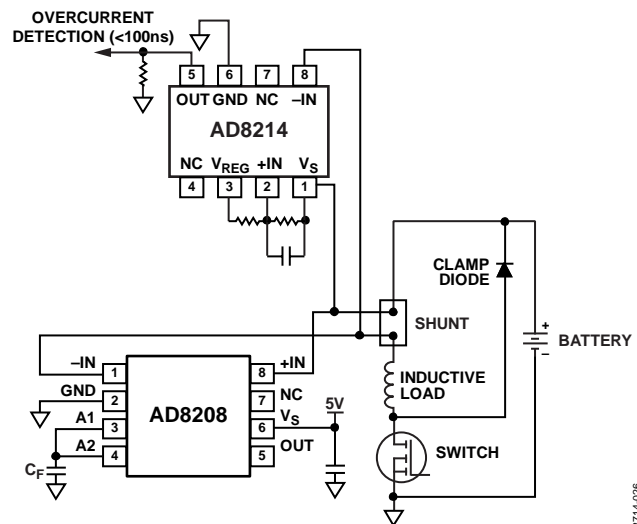 OVERCURRENT
DETECTION (<100ns)
5 6 7 8
OUT GND NC –IN
AD8214
NC VREG +IN VS
4 3 2 1
CLAMP
DIODE
SHUNT
+
–
BATTERY
INDUCTIVE
LOAD
SWITCH
–IN 1 8 +IN
GND 2 7 NC
A1 3 6 VS 5V
A2 4 5 OUT
AD8208
CF